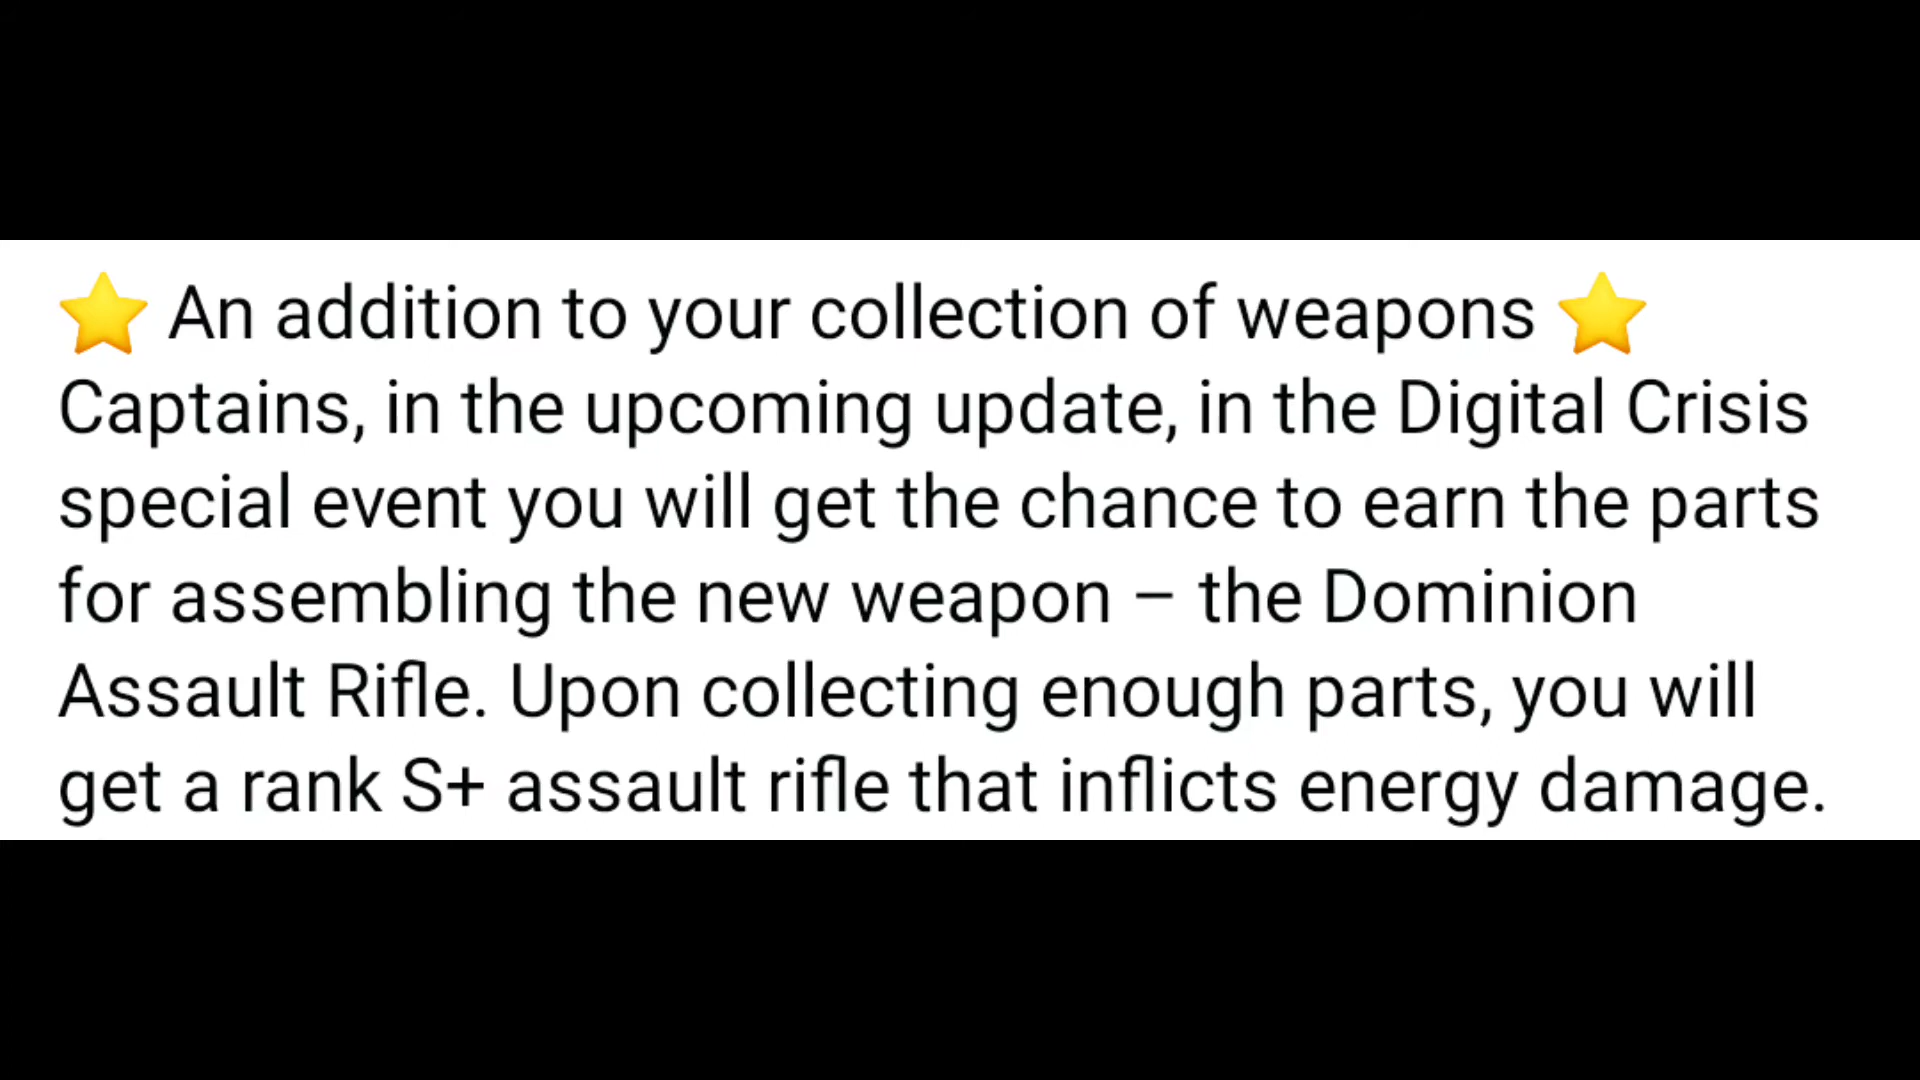 ⭐ An addition to your collection of weapons ⭐
Captains, in the upcoming update, in the Digital Crisis
special event you will get the chance to earn the parts
for assembling the new weapon – the Dominion
Assault Rifle. Upon collecting enough parts, you will
get a rank S+ assault rifle that inflicts energy damage.